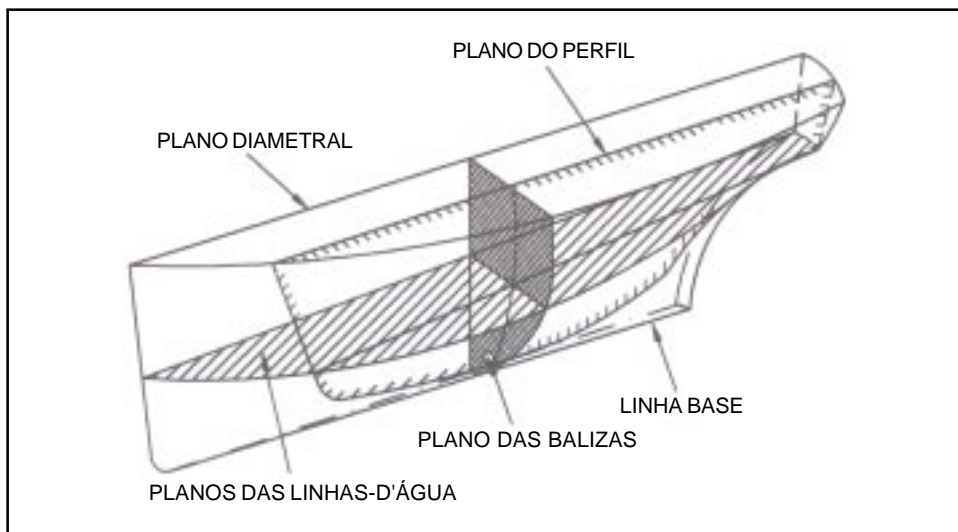 PLANO DO PERFIL
PLANO DIAMETRAL
LINHA BASE
PLANO DAS BALIZAS
PLANOS DAS LINHAS-D'ÁGUA